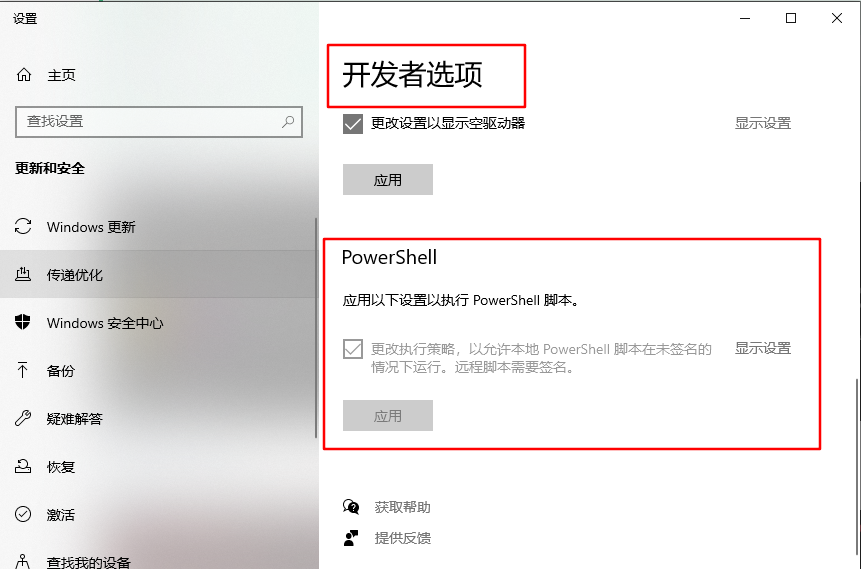 设置
主页
查找设置
更新和安全
Windows 更新
传递优化
Windows 安全中心
备份
疑难解答
恢复
激活
查找我的设备
开发者选项
更改设置以显示空驱动器
显示设置
应用
PowerShell
应用以下设置以执行 PowerShell 脚本。
更改执行策略，以允许本地 PowerShell 脚本在未签名的
情况下运行。远程脚本需要签名。
显示设置
应用
获取帮助
提供反馈